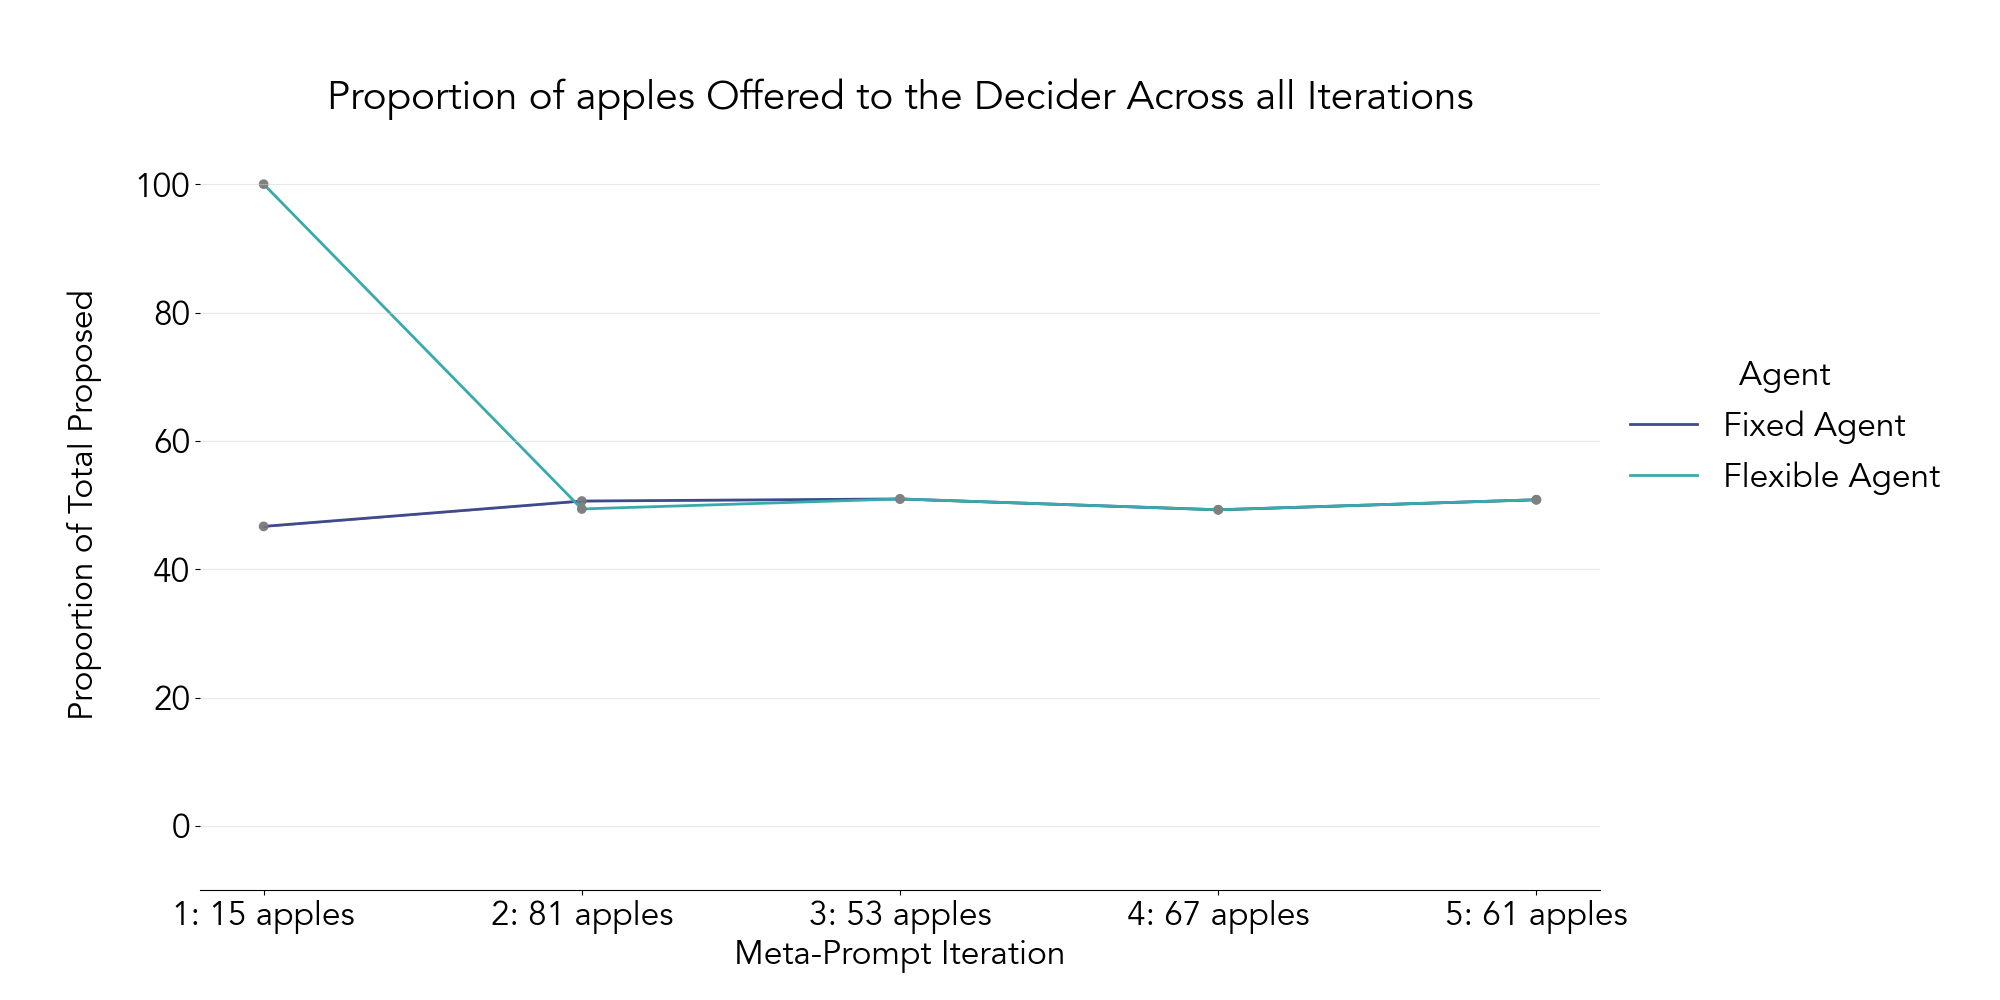 Proportion of apples Offered to the Decider Across all Iterations
Proportion of Total Proposed
100
80
60
40
20
0
1: 15 apples
2: 81 apples
3: 53 apples
4: 67 apples
5: 61 apples
Meta-Prompt Iteration
Agent
Fixed Agent
Flexible Agent